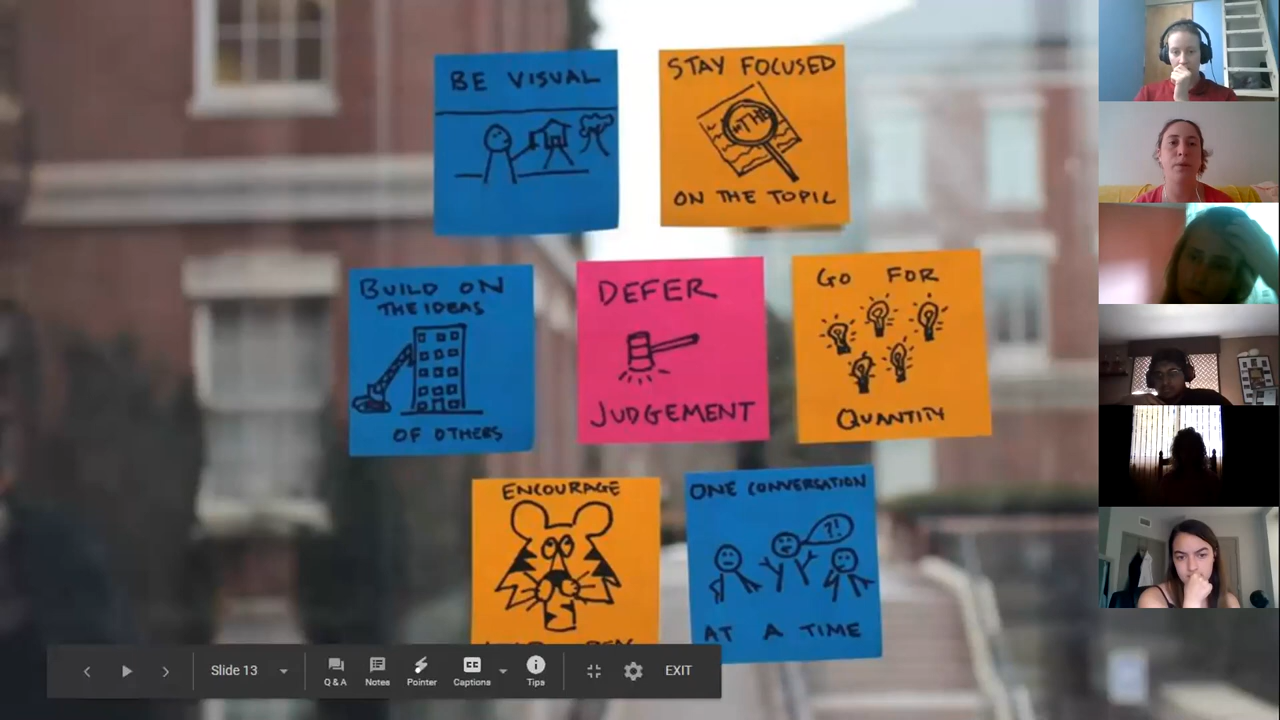 BE VISUAL
STAY FOCUSED
ON THE TOPIC
BUILD ON
THE IDEAS
OF OTHERS
DEFER
JUDGEMENT
GO FOR
QUANTITY
ENCOURAGE
ONE CONVERSATION
?!
AT A TIME
Slide 13
Q & A
Notes
Pointer
Captions
CC
Tips
EXIT